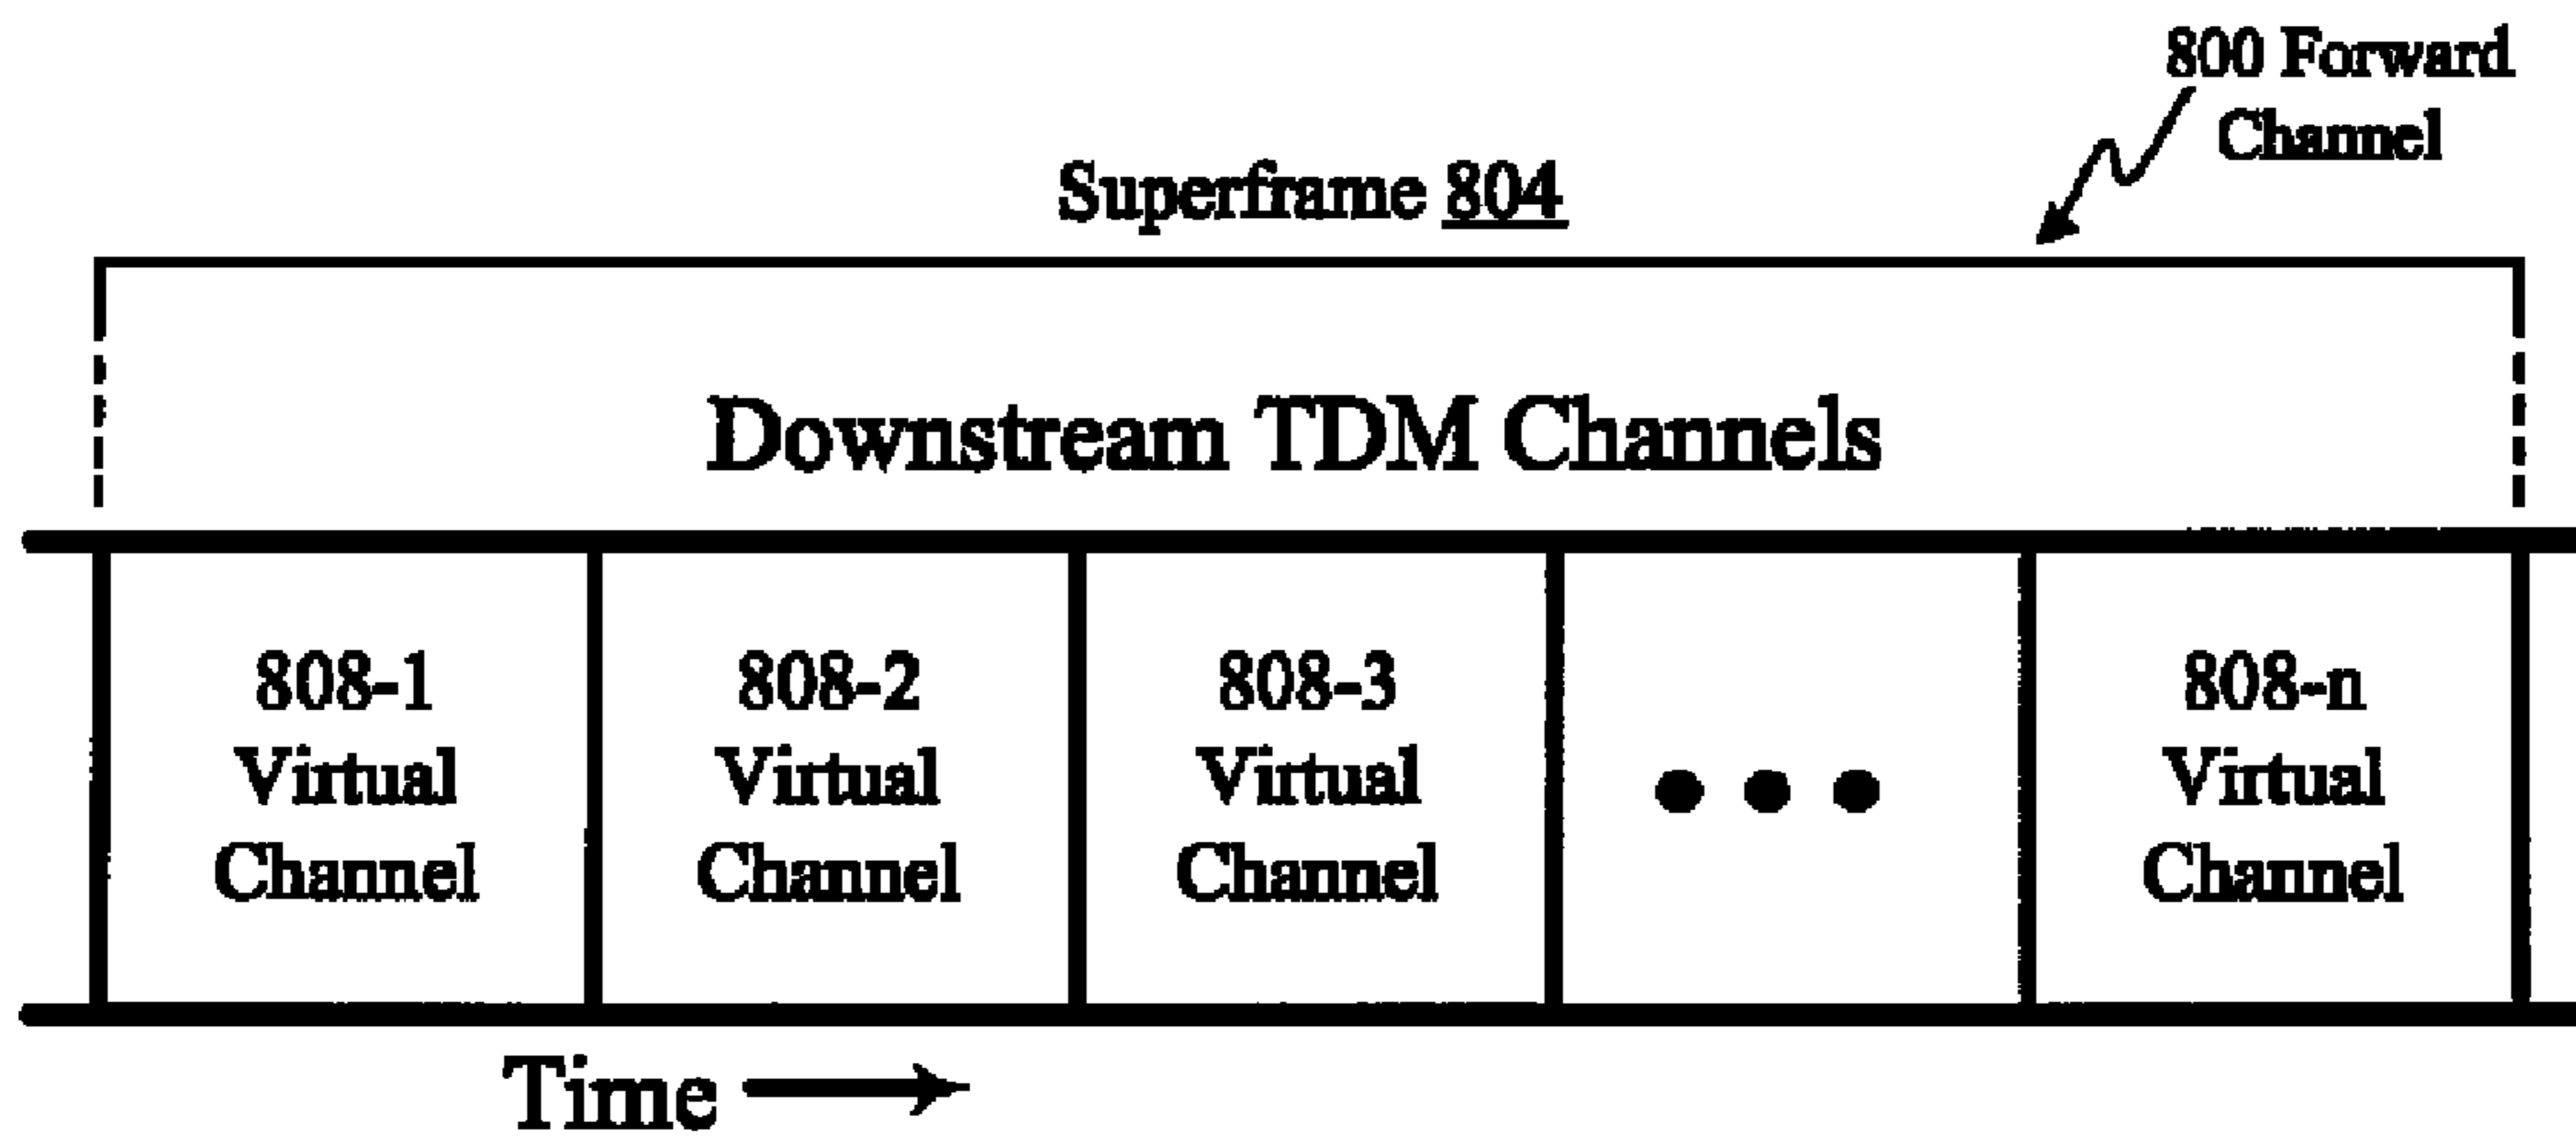 800 Forward
Channel
Superframe 804
Downstream TDM Channels
808-1
Virtual
Channel
808-2
Virtual
Channel
808-3
Virtual
Channel
808-n
Virtual
Channel
Time